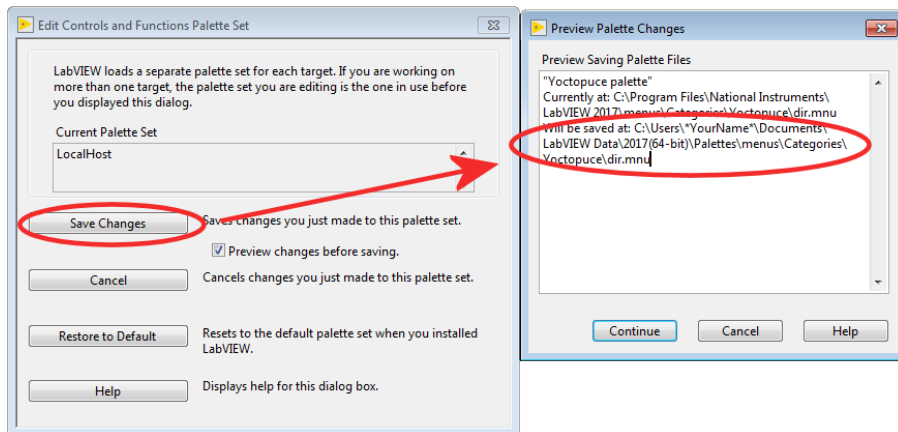 Edit Controls and Functions Palette Set
LabVIEW loads a separate palette set for each target. If you are working on
more than one target, the palette set you are editing is the one in use before
you displayed this dialog.
Current Palette Set
LocalHost
Save Changes
Saves changes you just made to this palette set.
Preview changes before saving.
Cancel
Cancels changes you just made to this palette set.
Restore to Default
Resets to the default palette set when you installed
LabVIEW.
Help
Displays help for this dialog box.
Preview Palette Changes
Preview Saving Palette Files
"Yoctopuce palette"
Currently at: C:\Program Files\National Instruments\
LabVIEW 2017\menus\Categories\Yoctopuce\dir.mnu
Will be saved at: C:\Users\*YourName*\Documents\
LabVIEW Data\2017(64-bit)\Palettes\menus\Categories\
Yoctopuce\dir.mnu
Continue
Cancel
Help